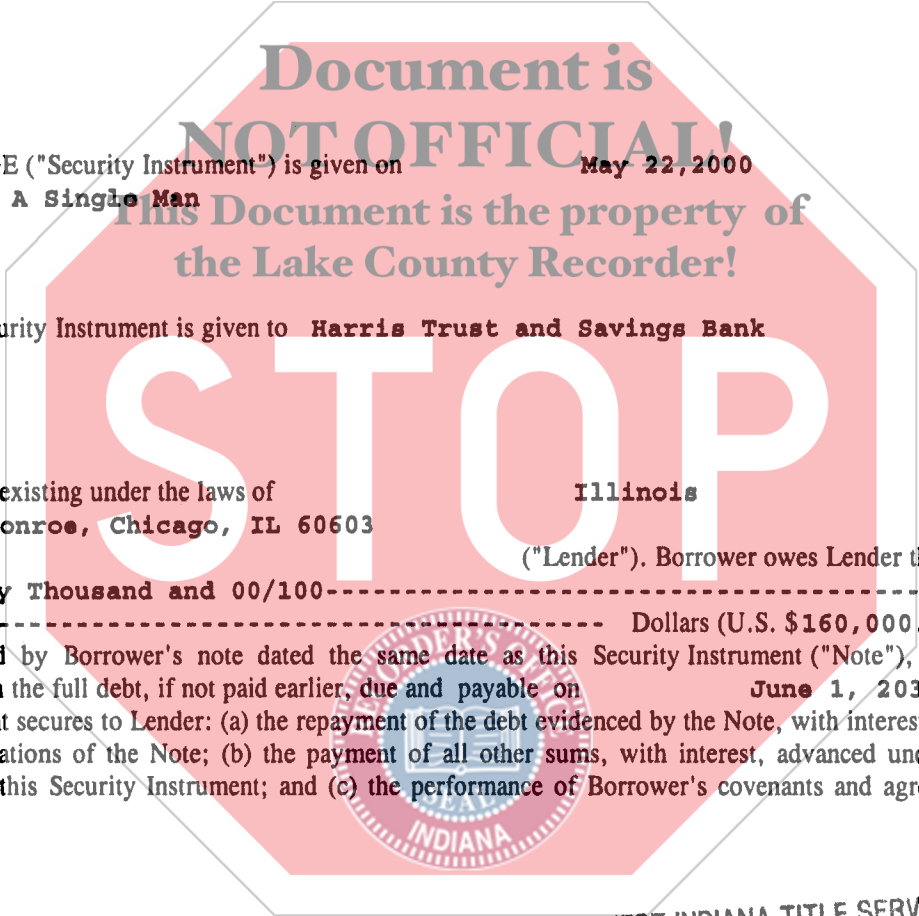 Document is
NOT OFFICIAL!
E ("Security Instrument") is given on May 22,2000
A Single Man
This Document is the property of
the Lake County Recorder!
urity Instrument is given to Harris Trust and Savings Bank
STOP
existing under the laws of Illinois
onroe, Chicago, IL 60603
("Lender"). Borrower owes Lender t
y Thousand and 00/100--------------------------------------
--------------------------------------- Dollars (U.S. $160,000.
d by Borrower's note dated the same date as this Security Instrument ("Note"),
the full debt, if not paid earlier, due and payable on June 1, 203
t secures to Lender: (a) the repayment of the debt evidenced by the Note, with interes
ations of the Note; (b) the payment of all other sums, with interest, advanced und
this Security Instrument; and (c) the performance of Borrower's covenants and agr
RECORDER'S OFFICE
SEAL
INDIANA
INDIANA TITLE SERV